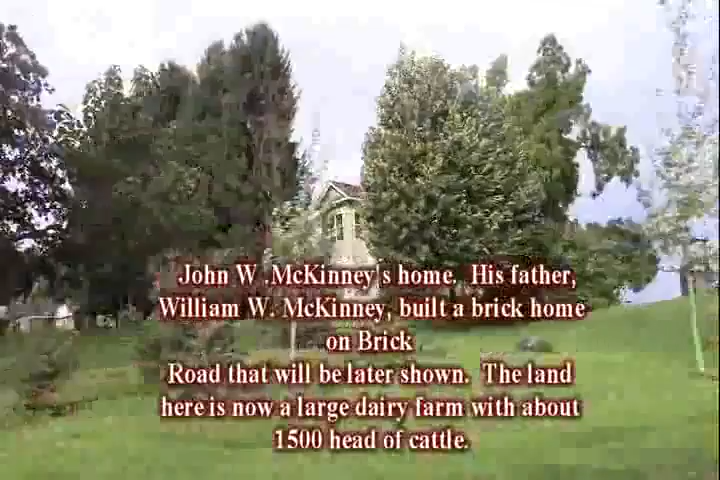 John W .McKinney's home.  His father,
William W. McKinney, built a brick home
on Brick
Road that will be later shown.  The land
here is now a large dairy farm with about
1500 head of cattle.